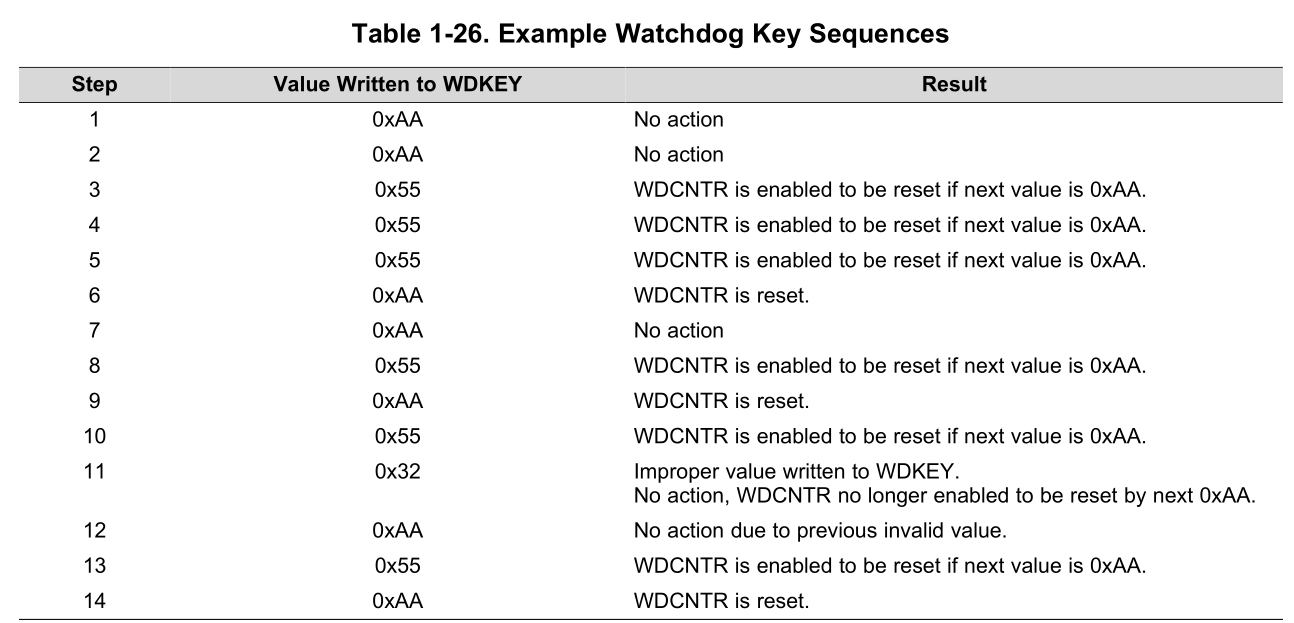 Table 1-26. Example Watchdog Key Sequences
Step Value Written to WDKEY Result
1 0xAA No action
2 0xAA No action
3 0x55 WDCNTR is enabled to be reset if next value is 0xAA.
4 0x55 WDCNTR is enabled to be reset if next value is 0xAA.
5 0x55 WDCNTR is enabled to be reset if next value is 0xAA.
6 0xAA WDCNTR is reset.
7 0xAA No action
8 0x55 WDCNTR is enabled to be reset if next value is 0xAA.
9 0xAA WDCNTR is reset.
10 0x55 WDCNTR is enabled to be reset if next value is 0xAA.
11 0x32 Improper value written to WDKEY.
No action, WDCNTR no longer enabled to be reset by next 0xAA.
12 0xAA No action due to previous invalid value.
13 0x55 WDCNTR is enabled to be reset if next value is 0xAA.
14 0xAA WDCNTR is reset.